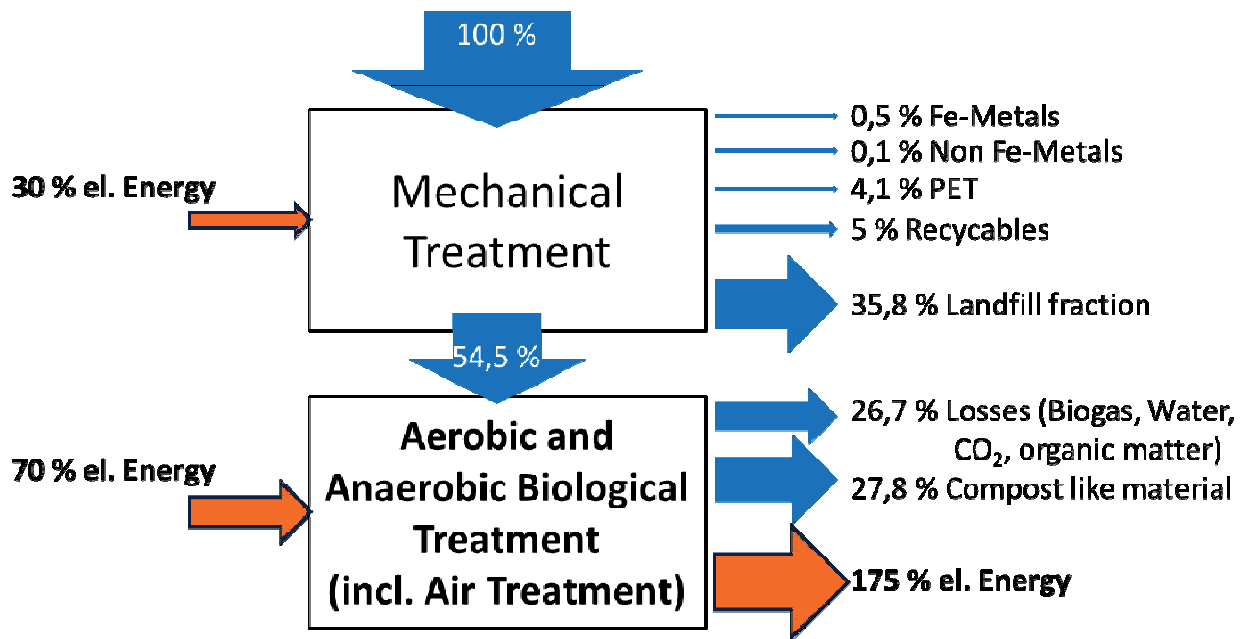 100 %
0,5 % Fe-Metals
0,1 % Non Fe-Metals
30 % el. Energy
4,1 % PET
Mechanical
Treatment
5 % Recycables
35,8 % Landfill fraction
54,5 %
26,7 % Losses (Biogas, Water,
CO₂, organic matter)
Aerobic and
Anaerobic Biological
Treatment
(incl. Air Treatment)
70 % el. Energy
27,8 % Compost like material
175 % el. Energy